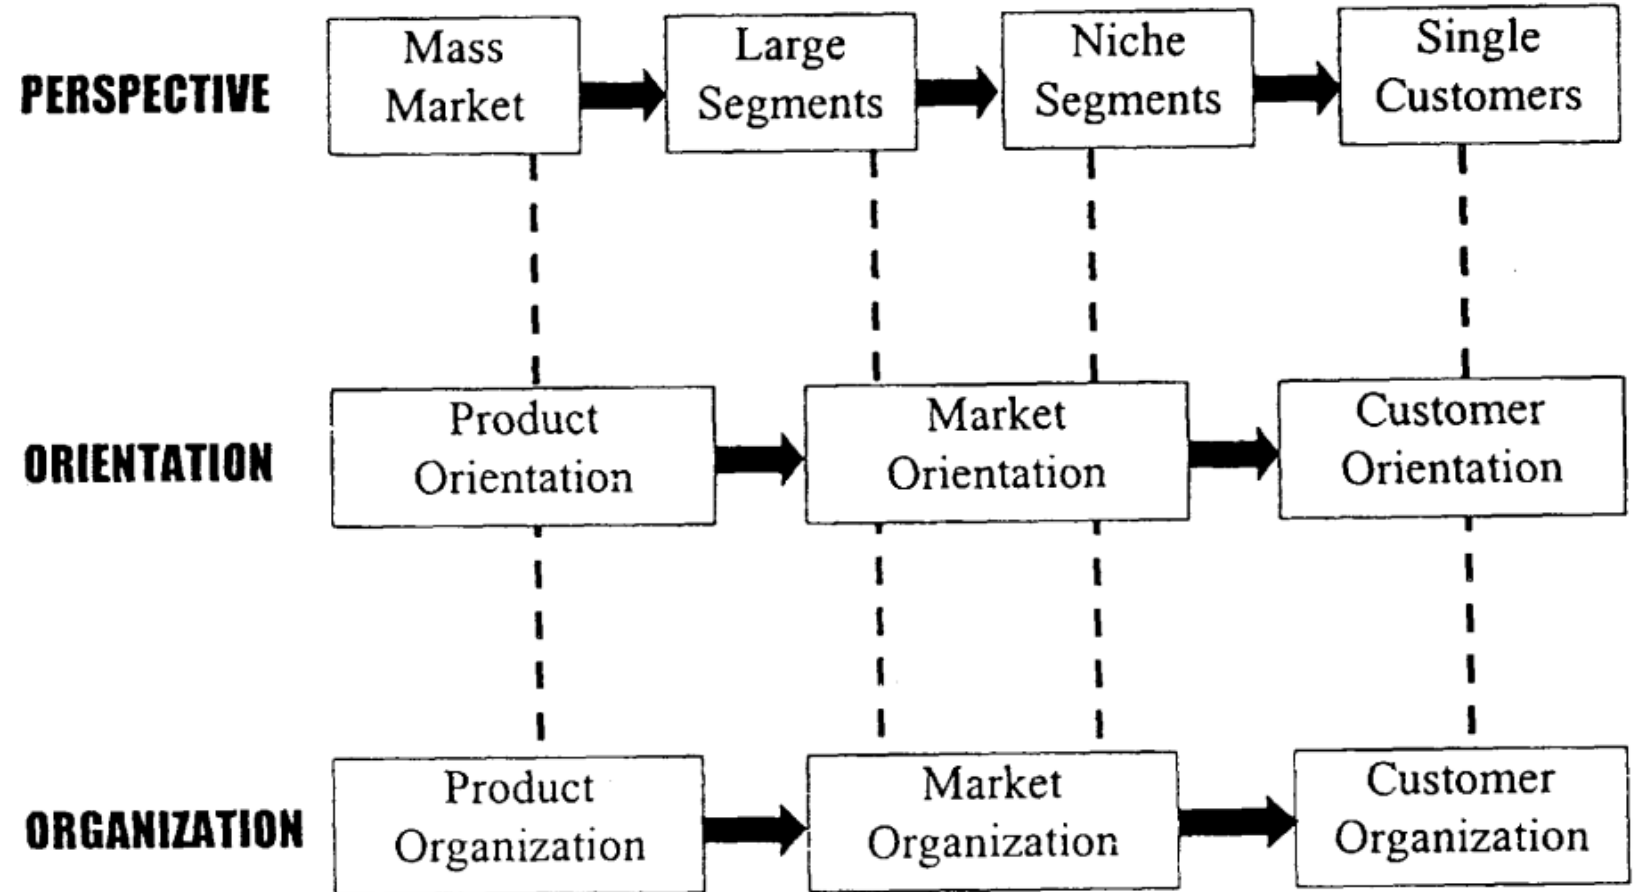 PERSPECTIVE
Mass
Market
Large
Segments
Niche
Segments
Single
Customers
ORIENTATION
Product
Orientation
Market
Orientation
Customer
Orientation
ORGANIZATION
Product
Organization
Market
Organization
Customer
Organization